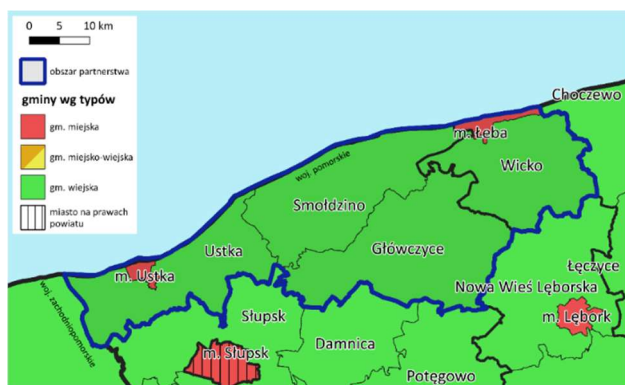 0 5 10 km
obszar partnerstwa
gminy wg typów
gm. miejska
gm. miejsko-wiejska
gm. wiejska
miasto na prawach
powiatu
Choczewo
m. Łeba
woj. pomorskie
Wicko
Smołdzino
Ustka
Główczyce
m. Ustka
Łęczyce
woj. zachodniopomorskie
Nowa Wieś Lęborska
Słupsk
m. Lębork
Damnica
m. Słupsk
Potęgowo